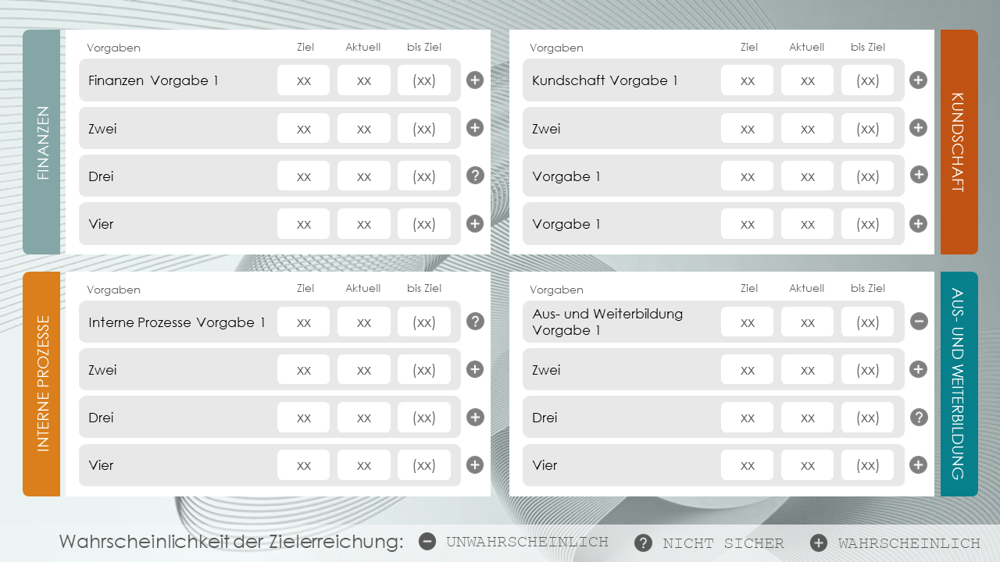 FINANZEN
Vorgaben Ziel Aktuell bis Ziel
Finanzen Vorgabe 1 xx xx (xx) +
Zwei xx xx (xx) +
Drei xx xx (xx) ?
Vier xx xx (xx) +
KUNDSCHAFT
Vorgaben Ziel Aktuell bis Ziel
Kundschaft Vorgabe 1 xx xx (xx) +
Zwei xx xx (xx) +
Vorgabe 1 xx xx (xx) +
Vorgabe 1 xx xx (xx) +
INTERNE PROZESSE
Vorgaben Ziel Aktuell bis Ziel
Interne Prozesse Vorgabe 1 xx xx (xx) ?
Zwei xx xx (xx) +
Drei xx xx (xx) +
Vier xx xx (xx) +
AUS- UND WEITERBILDUNG
Vorgaben Ziel Aktuell bis Ziel
Aus- und Weiterbildung
Vorgabe 1 xx xx (xx) −
Zwei xx xx (xx) +
Drei xx xx (xx) ?
Vier xx xx (xx) +
Wahrscheinlichkeit der Zielerreichung: − UNWAHRSCHEINLICH ? NICHT SICHER + WAHRSCHEINLICH